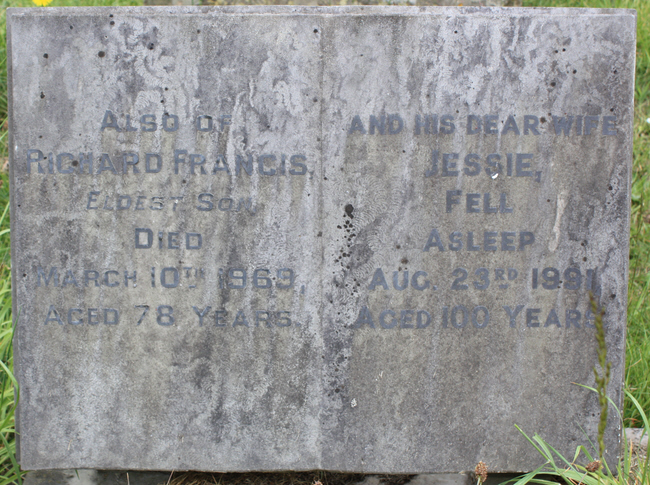 ALSO OF
RICHARD FRANCIS,
ELDEST SON
DIED
MARCH 10TH 1969,
AGED 78 YEARS.
AND HIS DEAR WIFE
JESSIE,
FELL
ASLEEP
AUG. 23RD 1991
AGED 100 YEARS